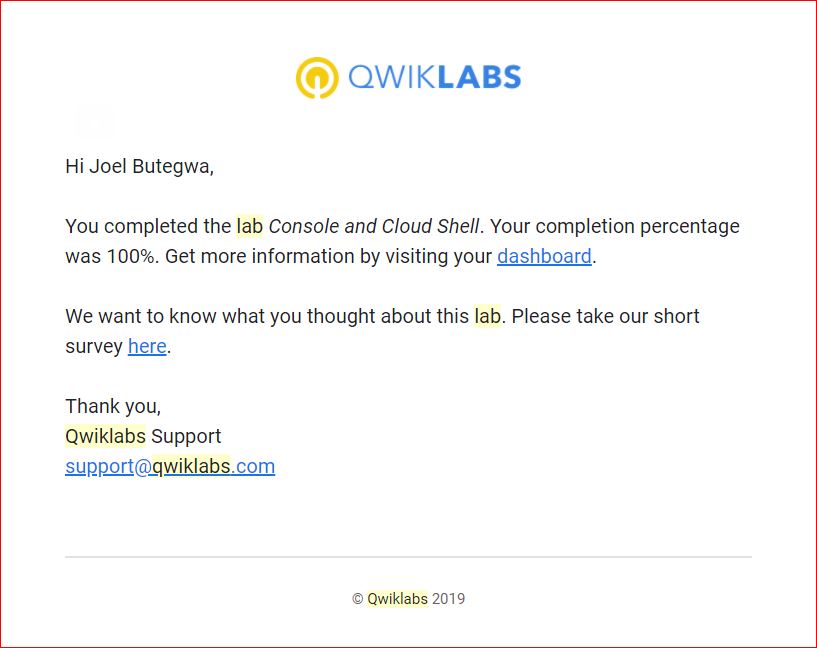 QWIKLABS
Hi Joel Butegwa,
You completed the lab Console and Cloud Shell. Your completion percentage
was 100%. Get more information by visiting your dashboard.
We want to know what you thought about this lab. Please take our short
survey here.
Thank you,
Qwiklabs Support
support@qwiklabs.com
© Qwiklabs 2019